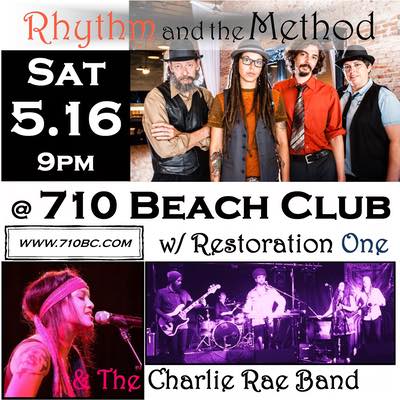 Rhythm and the Method
SAT
5.16
9PM
@ 710 BEACH CLUB
WWW.710BC.COM
w/ Restoration One
& The Charlie Rae Band